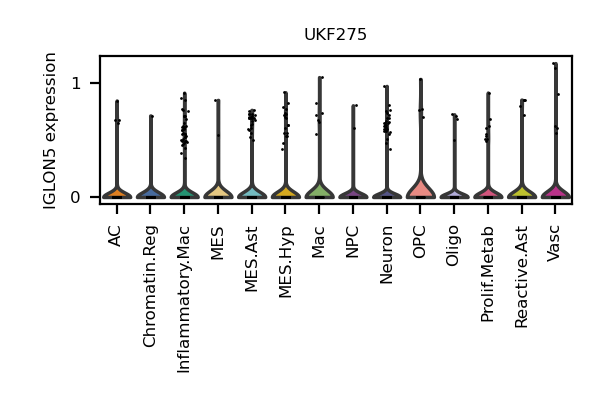 UKF275
IGLON5 expression
1
0
AC
Chromatin.Reg
Inflammatory.Mac
MES
MES.Ast
MES.Hyp
Mac
NPC
Neuron
OPC
Oligo
Prolif.Metab
Reactive.Ast
Vasc